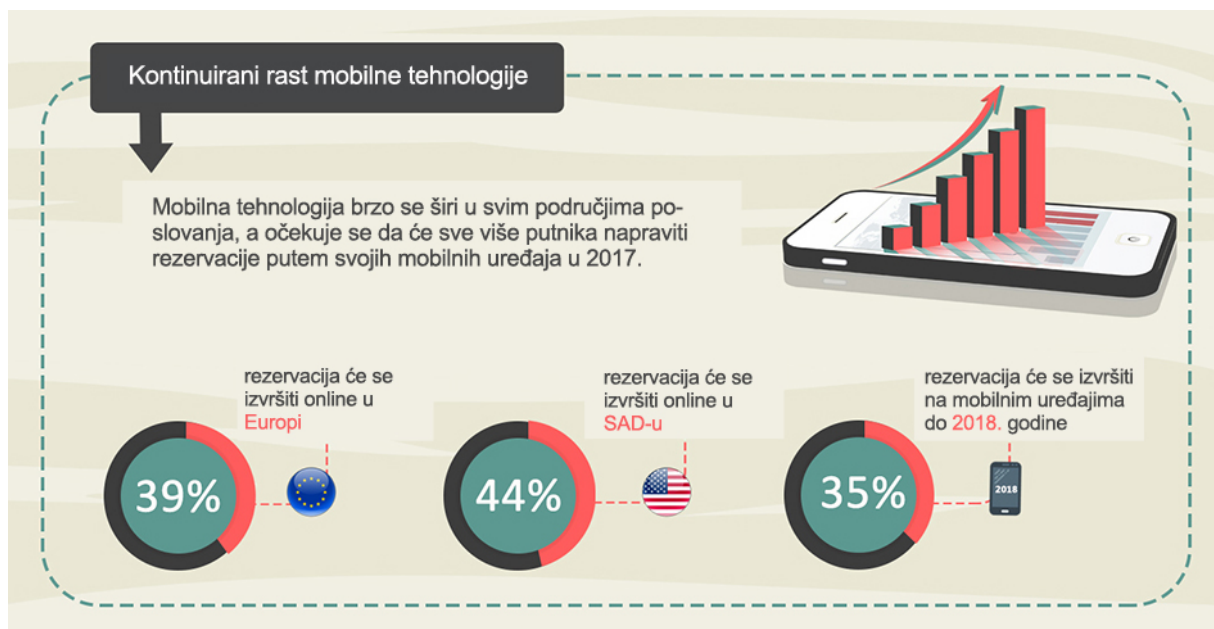 Kontinuirani rast mobilne tehnologije
Mobilna tehnologija brzo se širi u svim područjima po-
slovanja, a očekuje se da će sve više putnika napraviti
rezervacije putem svojih mobilnih uređaja u 2017.
39%
rezervacija će se
izvršiti online u
Europi
44%
rezervacija će se
izvršiti online u
SAD-u
35%
rezervacija će se izvršiti
na mobilnim uređajima
do 2018. godine
2018